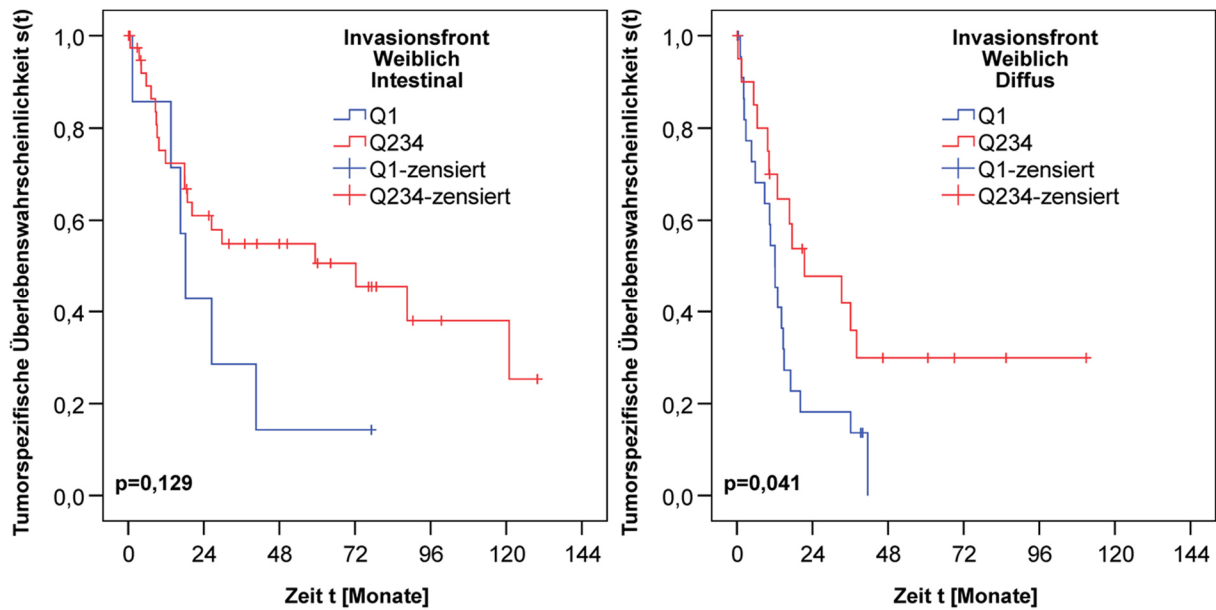 Tumorspezifische Überlebenswahrscheinlichkeit s(t)
1,0
0,8
0,6
0,4
0,2
0,0
Invasionsfront
Weiblich
Intestinal
Q1
Q234
Q1-zensiert
Q234-zensiert
p=0,129
0 24 48 72 96 120 144
Zeit t [Monate]
Tumorspezifische Überlebenswahrscheinlichkeit s(t)
1,0
0,8
0,6
0,4
0,2
0,0
Invasionsfront
Weiblich
Diffus
Q1
Q234
Q1-zensiert
Q234-zensiert
p=0,041
0 24 48 72 96 120 144
Zeit t [Monate]